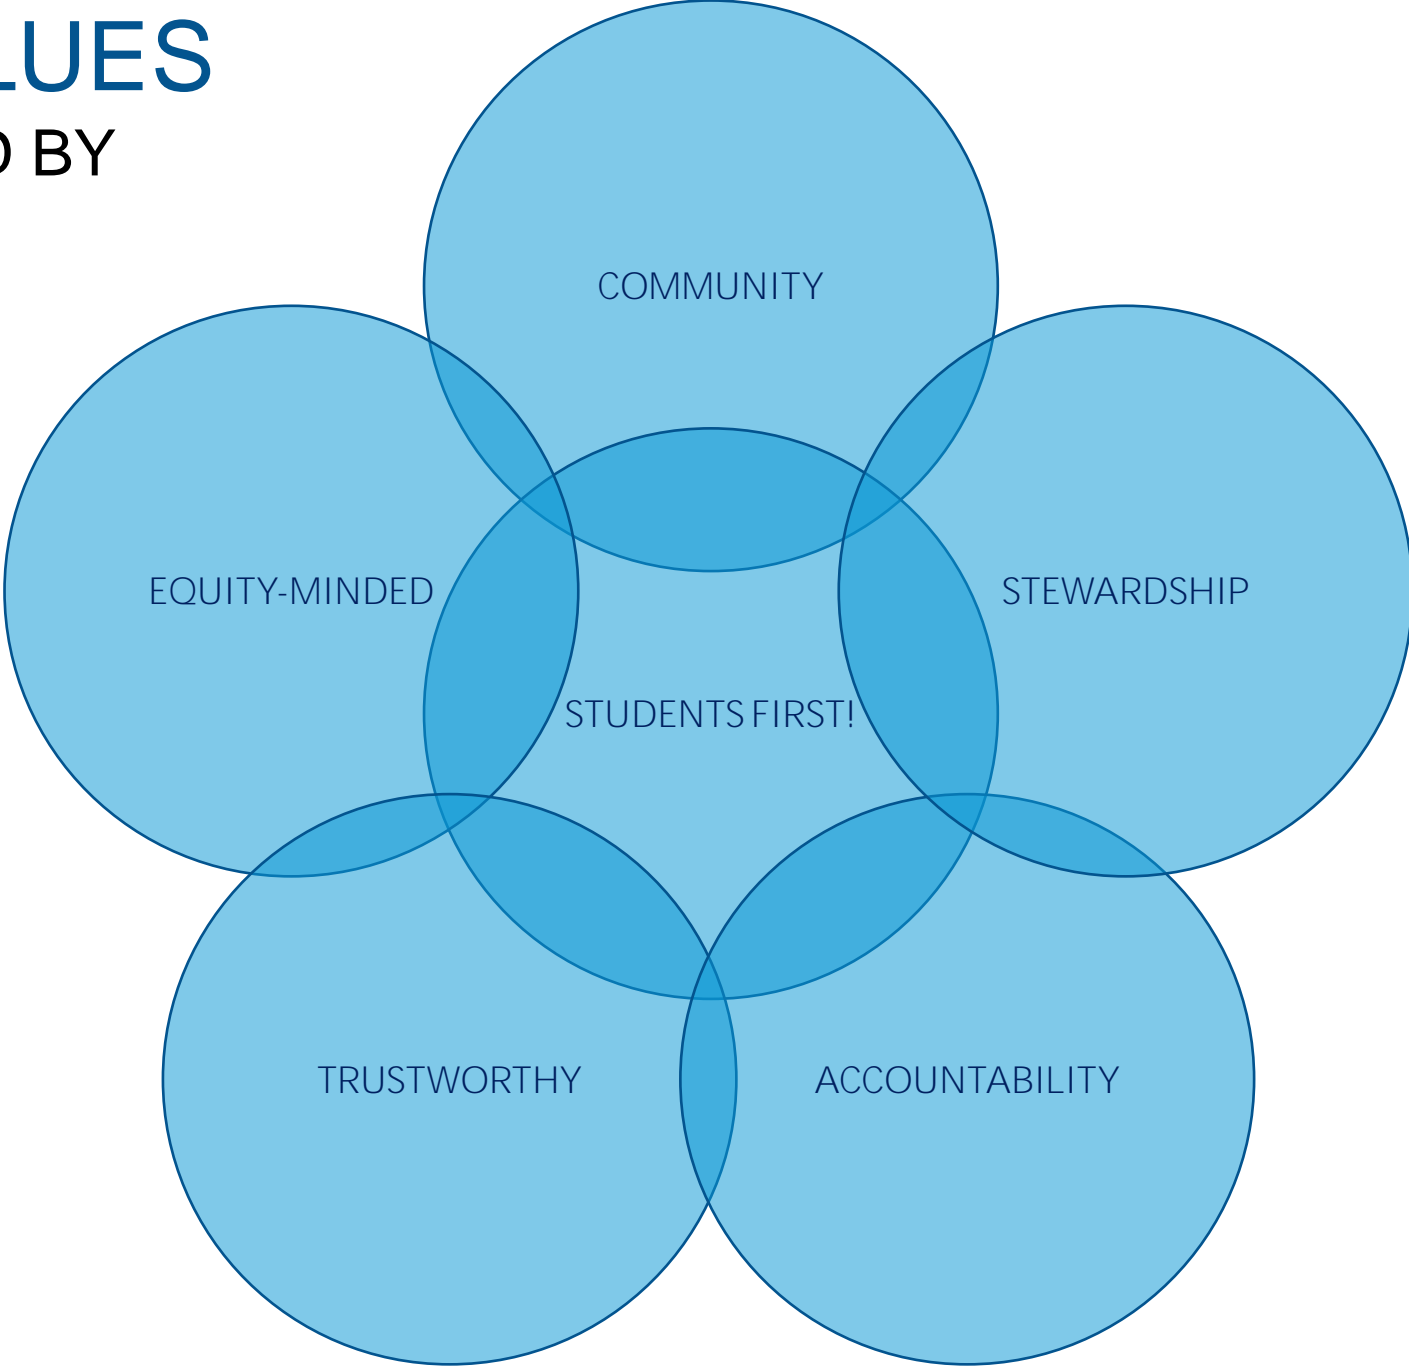 LUES
D BY
COMMUNITY
EQUITY-MINDED
STEWARDSHIP
STUDENTS FIRST!
TRUSTWORTHY
ACCOUNTABILITY